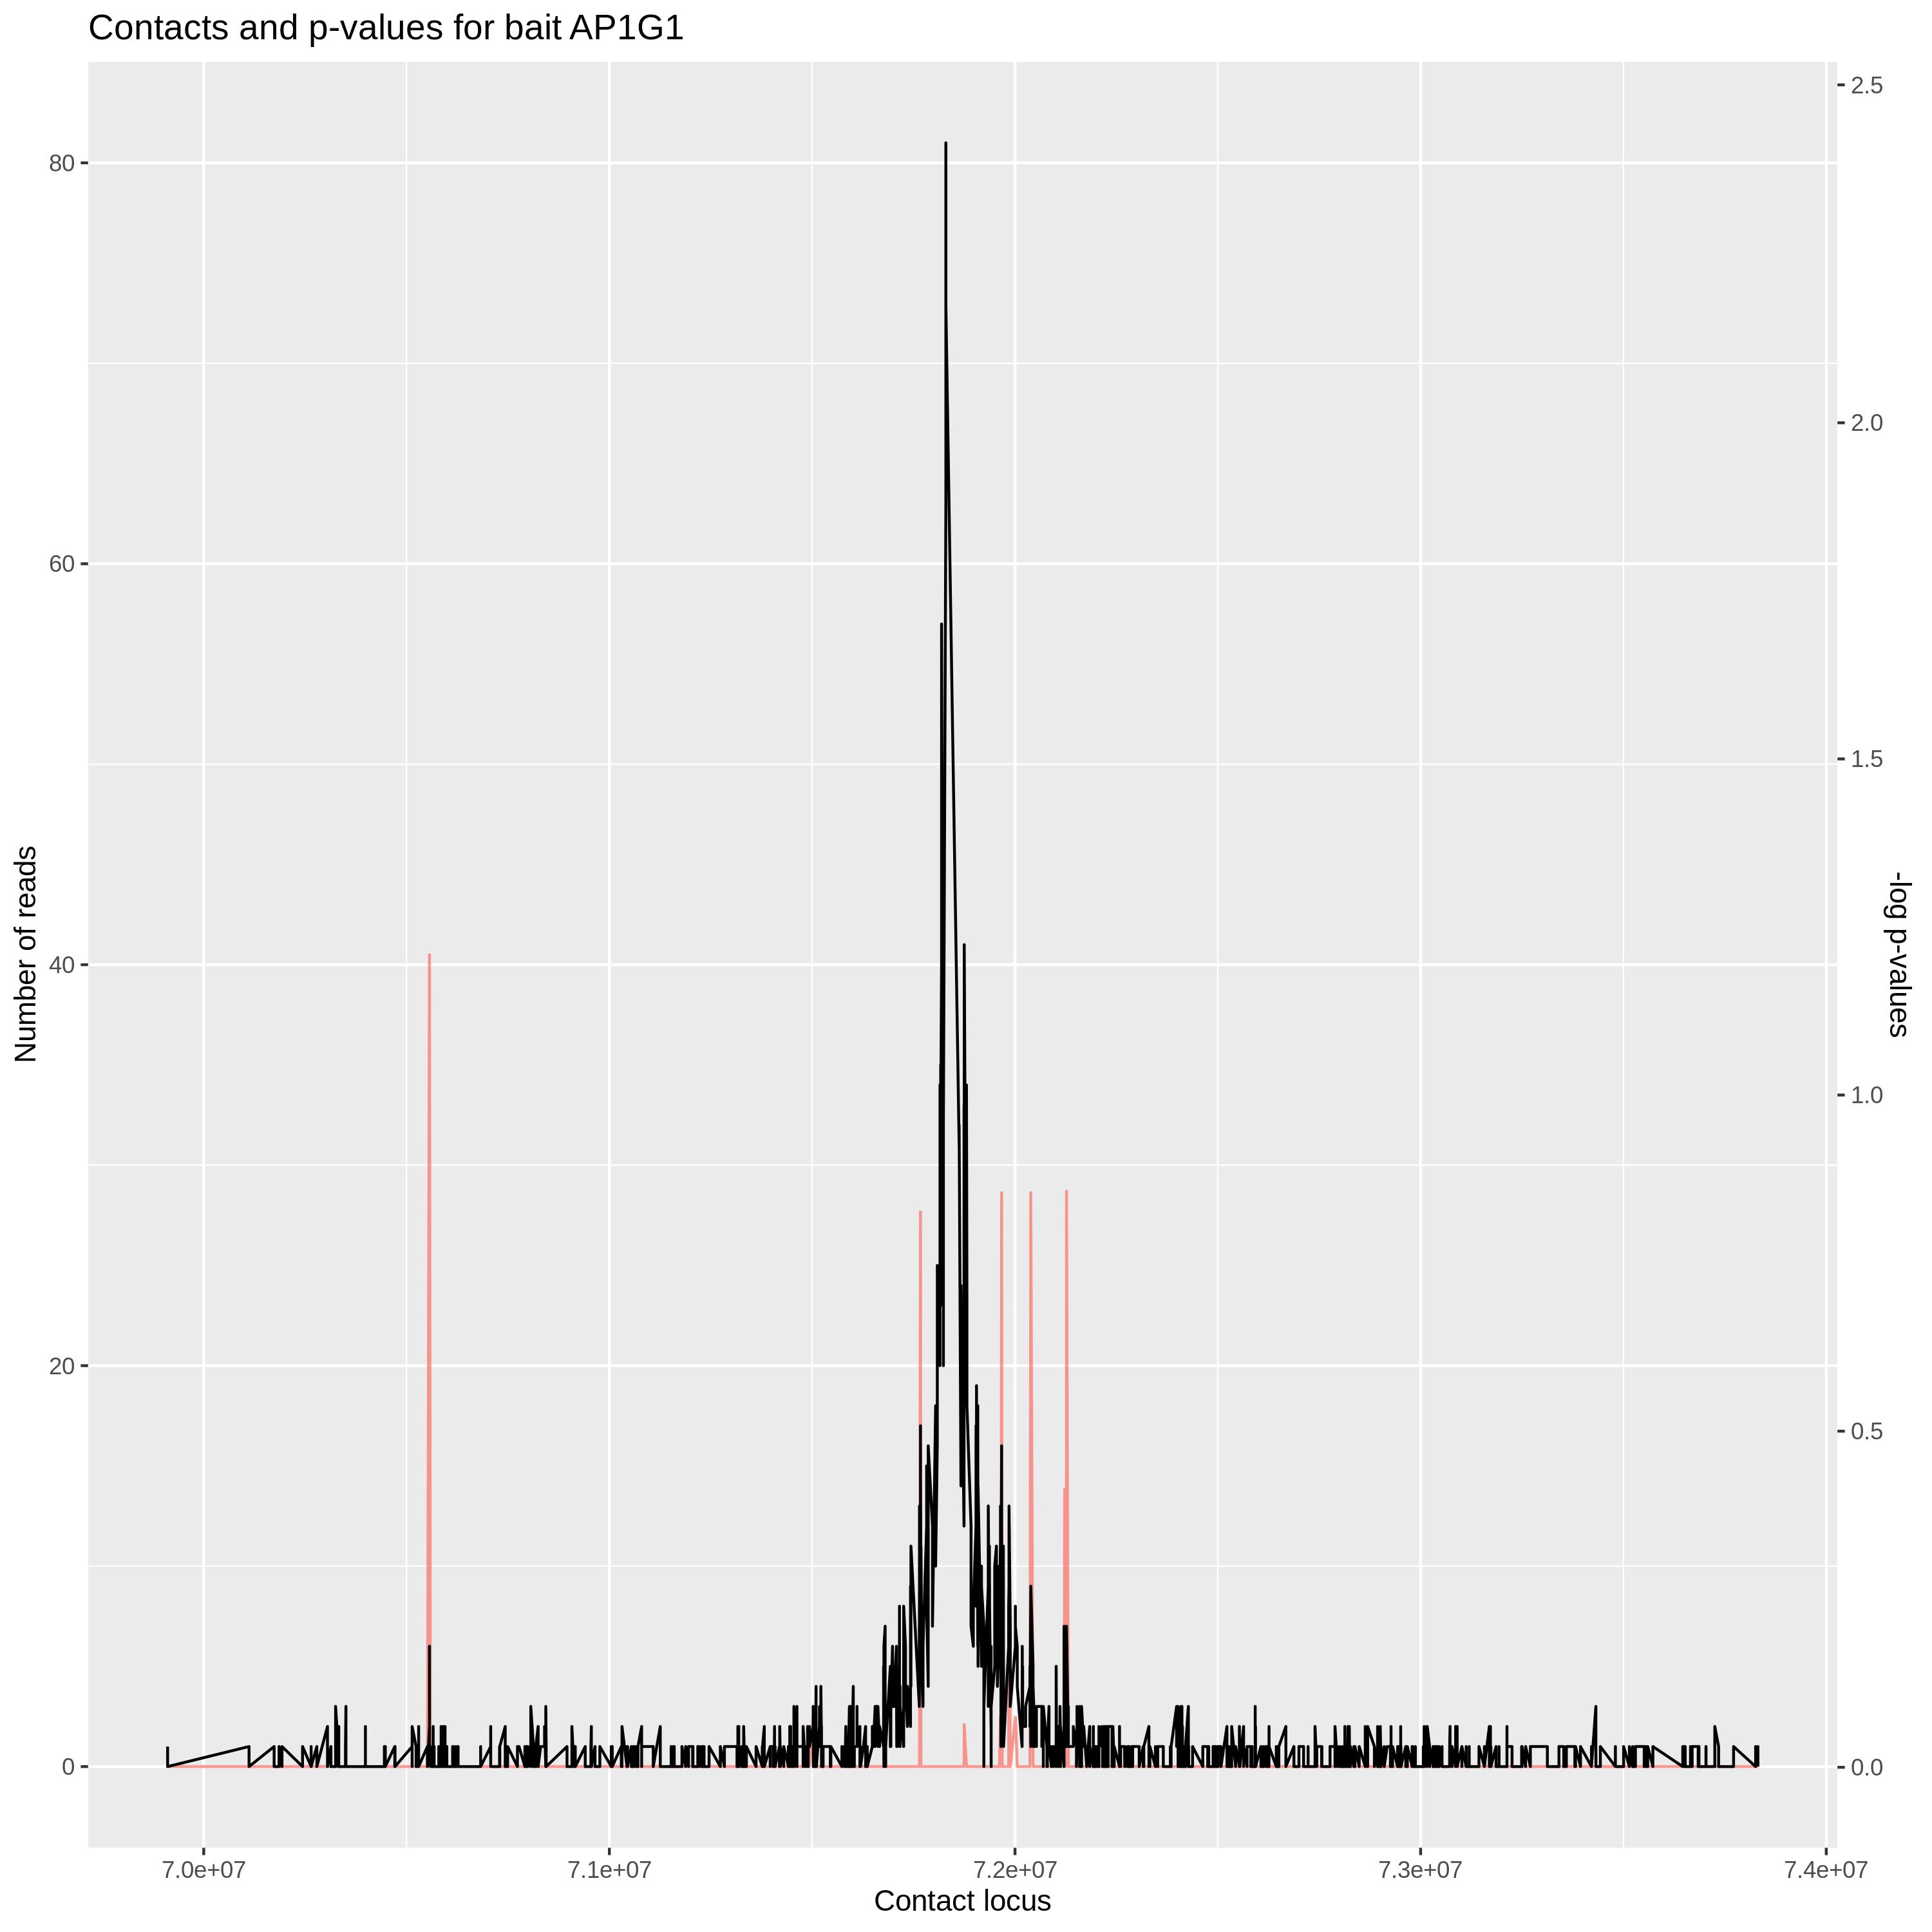 Contacts and p-values for bait AP1G1
80
60
40
20
0
Number of reads
2.5
2.0
1.5
1.0
0.5
0.0
-log p-values
7.0e+07
7.1e+07
7.2e+07
7.3e+07
7.4e+07
Contact locus